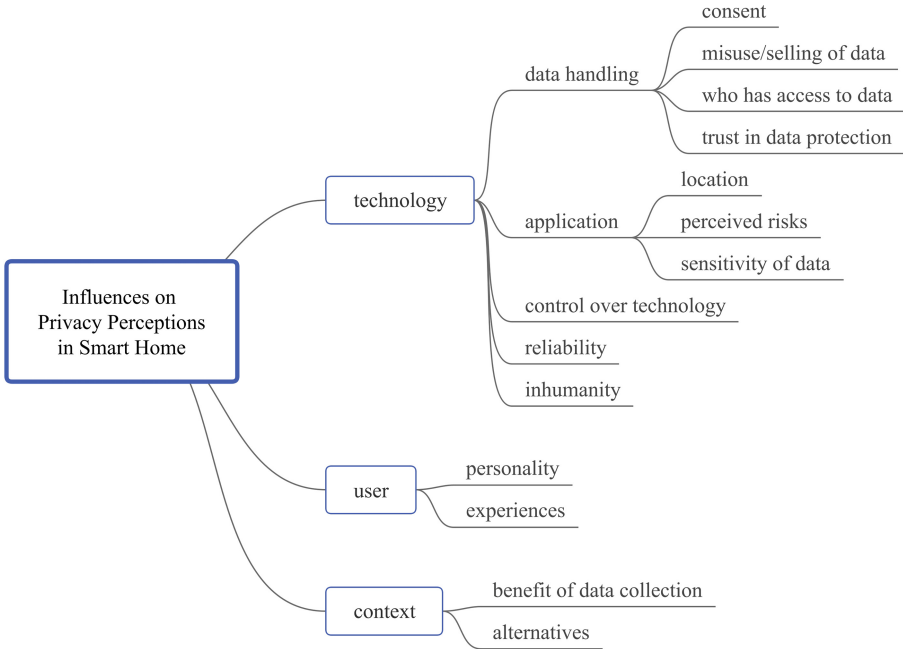 Influences on
Privacy Perceptions
in Smart Home
technology
data handling
consent
misuse/selling of data
who has access to data
trust in data protection
application
location
perceived risks
sensitivity of data
control over technology
reliability
inhumanity
user
personality
experiences
context
benefit of data collection
alternatives